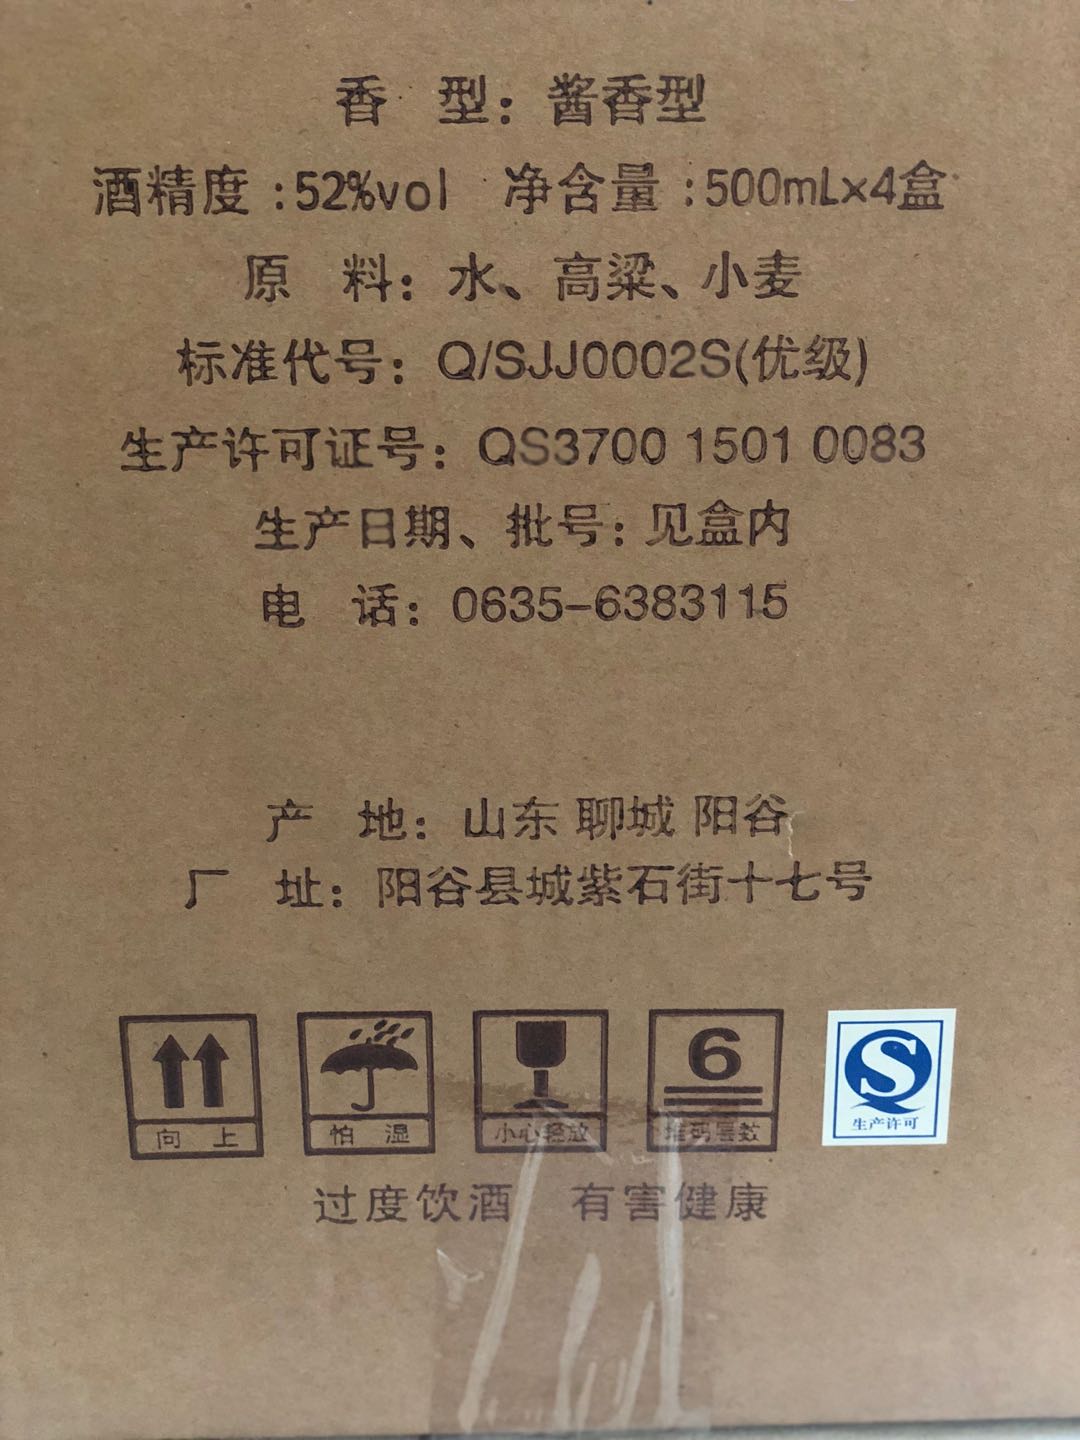 香 型：酱香型
酒精度：52%vol 净含量：500mL×4盒
原 料：水、高粱、小麦
标准代号：Q/SJJ0002S(优级)
生产许可证号：QS3700 1501 0083
生产日期、批号：见盒内
电 话：0635-6383115
产 地：山东 聊城 阳谷
厂 址：阳谷县城紫石街十七号
6
向 上 怕 湿 小心轻放 堆码层数 生产许可
过度饮酒 有害健康